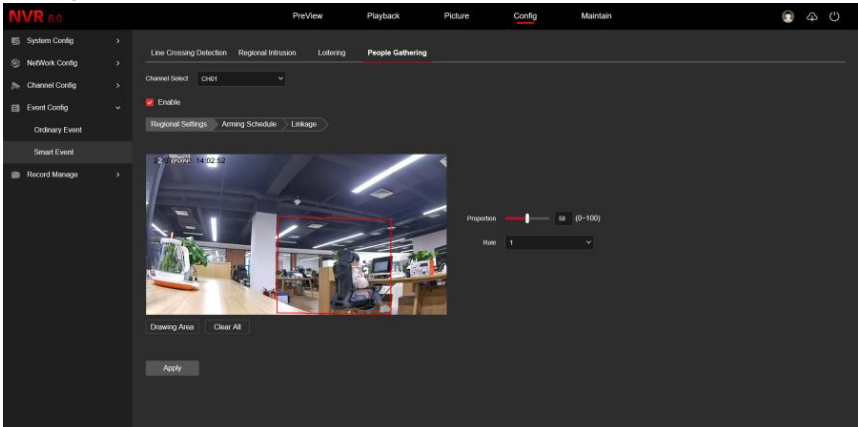 NVR 6.0
PreView Playback Picture Config Maintain
System Config
NetWork Config
Channel Config
Event Config
Ordinary Event
Smart Event
Record Manage
Line Crossing Detection Regional Intrusion Loitering People Gathering
Channel Select CH01
Enable
Regional Settings Arming Schedule Linkage
14:02:52
Proportion 50 (0~100)
Rule 1
Drawing Area Clear All
Apply